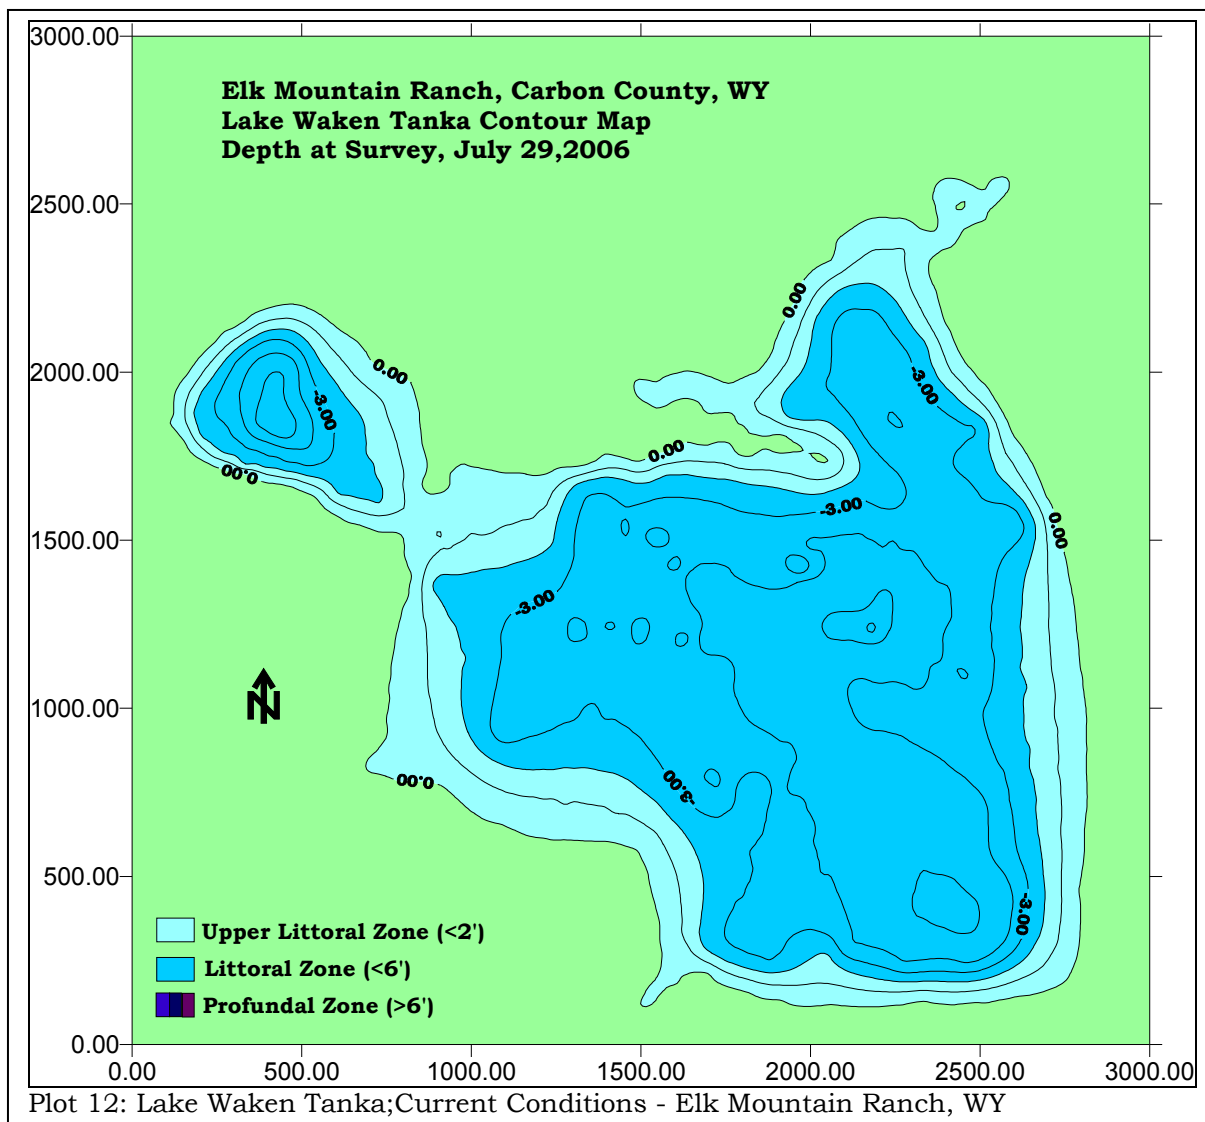 3000.00
Elk Mountain Ranch, Carbon County, WY
Lake Waken Tanka Contour Map
Depth at Survey, July 29,2006
2500.00
0.00
2000.00
0.00
-3.00
-3.00
0.00
0.00
-3.00
1500.00
0.00
-3.00
N
1000.00
0.00
-3.00
500.00
-3.00
Upper Littoral Zone (<2')
Littoral Zone (<6')
Profundal Zone (>6')
0.00
0.00 500.00 1000.00 1500.00 2000.00 2500.00 3000.00
Plot 12: Lake Waken Tanka;Current Conditions - Elk Mountain Ranch, WY